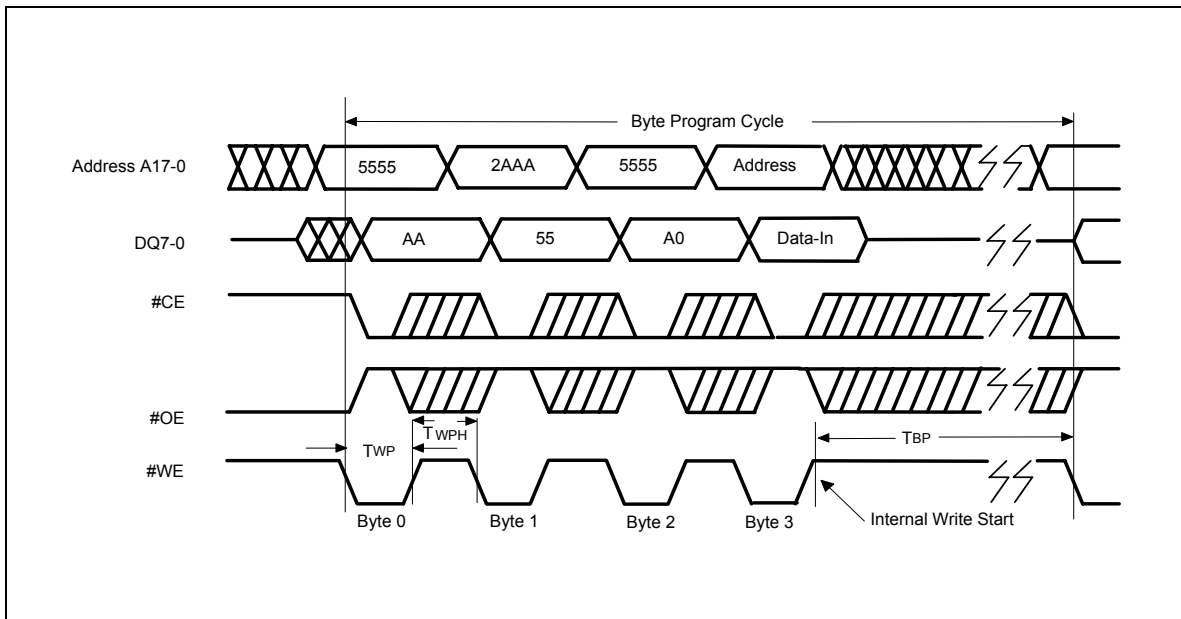 Byte Program Cycle
Address A17-0 5555 2AAA 5555 Address
DQ7-0 AA 55 A0 Data-In
#CE
#OE
TWP TWPH TBP
#WE
Byte 0 Byte 1 Byte 2 Byte 3 Internal Write Start